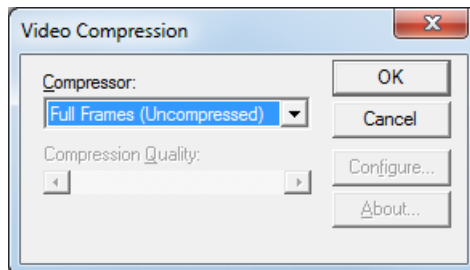 Video Compression
Compressor:
Full Frames (Uncompressed)
Compression Quality:
OK
Cancel
Configure...
About...